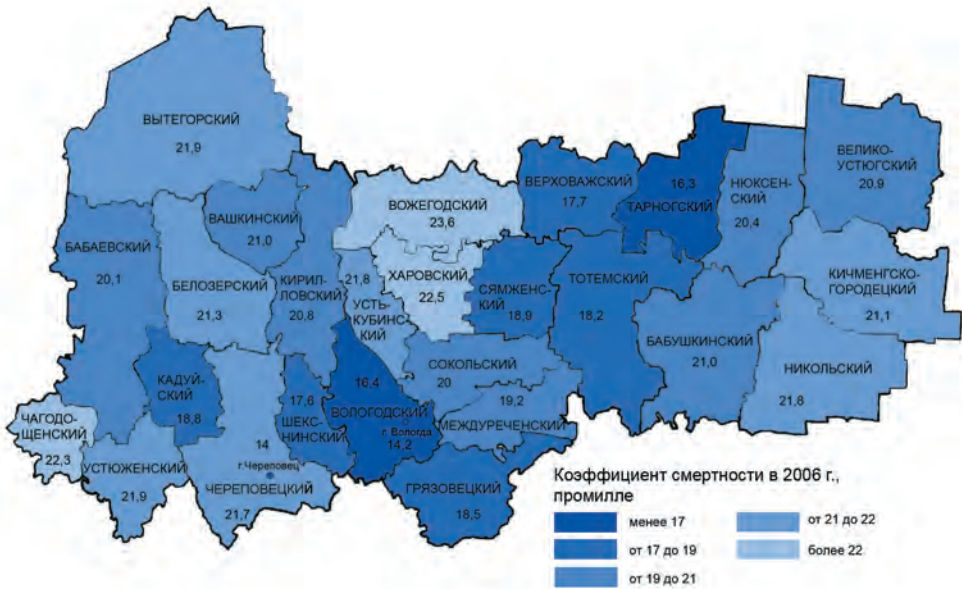 ВЫТЕГОРСКИЙ
21,9
ВЕЛИКО-
УСТЮГСКИЙ
20,9
ВЕРХОВАЖСКИЙ
17,7
16,3
ТАРНОГСКИЙ
НЮКСЕН-
СКИЙ
20,4
ВОЖЕГОДСКИЙ
23,6
ВАШКИНСКИЙ
21,0
БАБАЕВСКИЙ
20,1
БЕЛОЗЕРСКИЙ
21,3
КИРИЛ-
ЛОВСКИЙ
20,8
21,8
УСТЬ-
КУБИН-
СКИЙ
ХАРОВСКИЙ
22,5
СЯМЖЕН-
СКИЙ
18,9
ТОТЕМСКИЙ
18,2
КИЧМЕНГСКО-
ГОРОДЕЦКИЙ
21,1
БАБУШКИНСКИЙ
21,0
НИКОЛЬСКИЙ
21,8
СОКОЛЬСКИЙ
20
19,2
МЕЖДУРЕЧЕНСКИЙ
КАДУЙ-
СКИЙ
18,8
17,6
ШЕКС-
НИНСКИЙ
16,4
ВОЛОГОДСКИЙ
г. Вологда
14,2
ЧАГОДО-
ЩЕНСКИЙ
22,3
УСТЮЖЕНСКИЙ
21,9
14
г.Череповец
ЧЕРЕПОВЕЦКИЙ
21,7
ГРЯЗОВЕЦКИЙ
18,5
Коэффициент смертности в 2006 г.,
промилле
менее 17
от 17 до 19
от 19 до 21
от 21 до 22
более 22